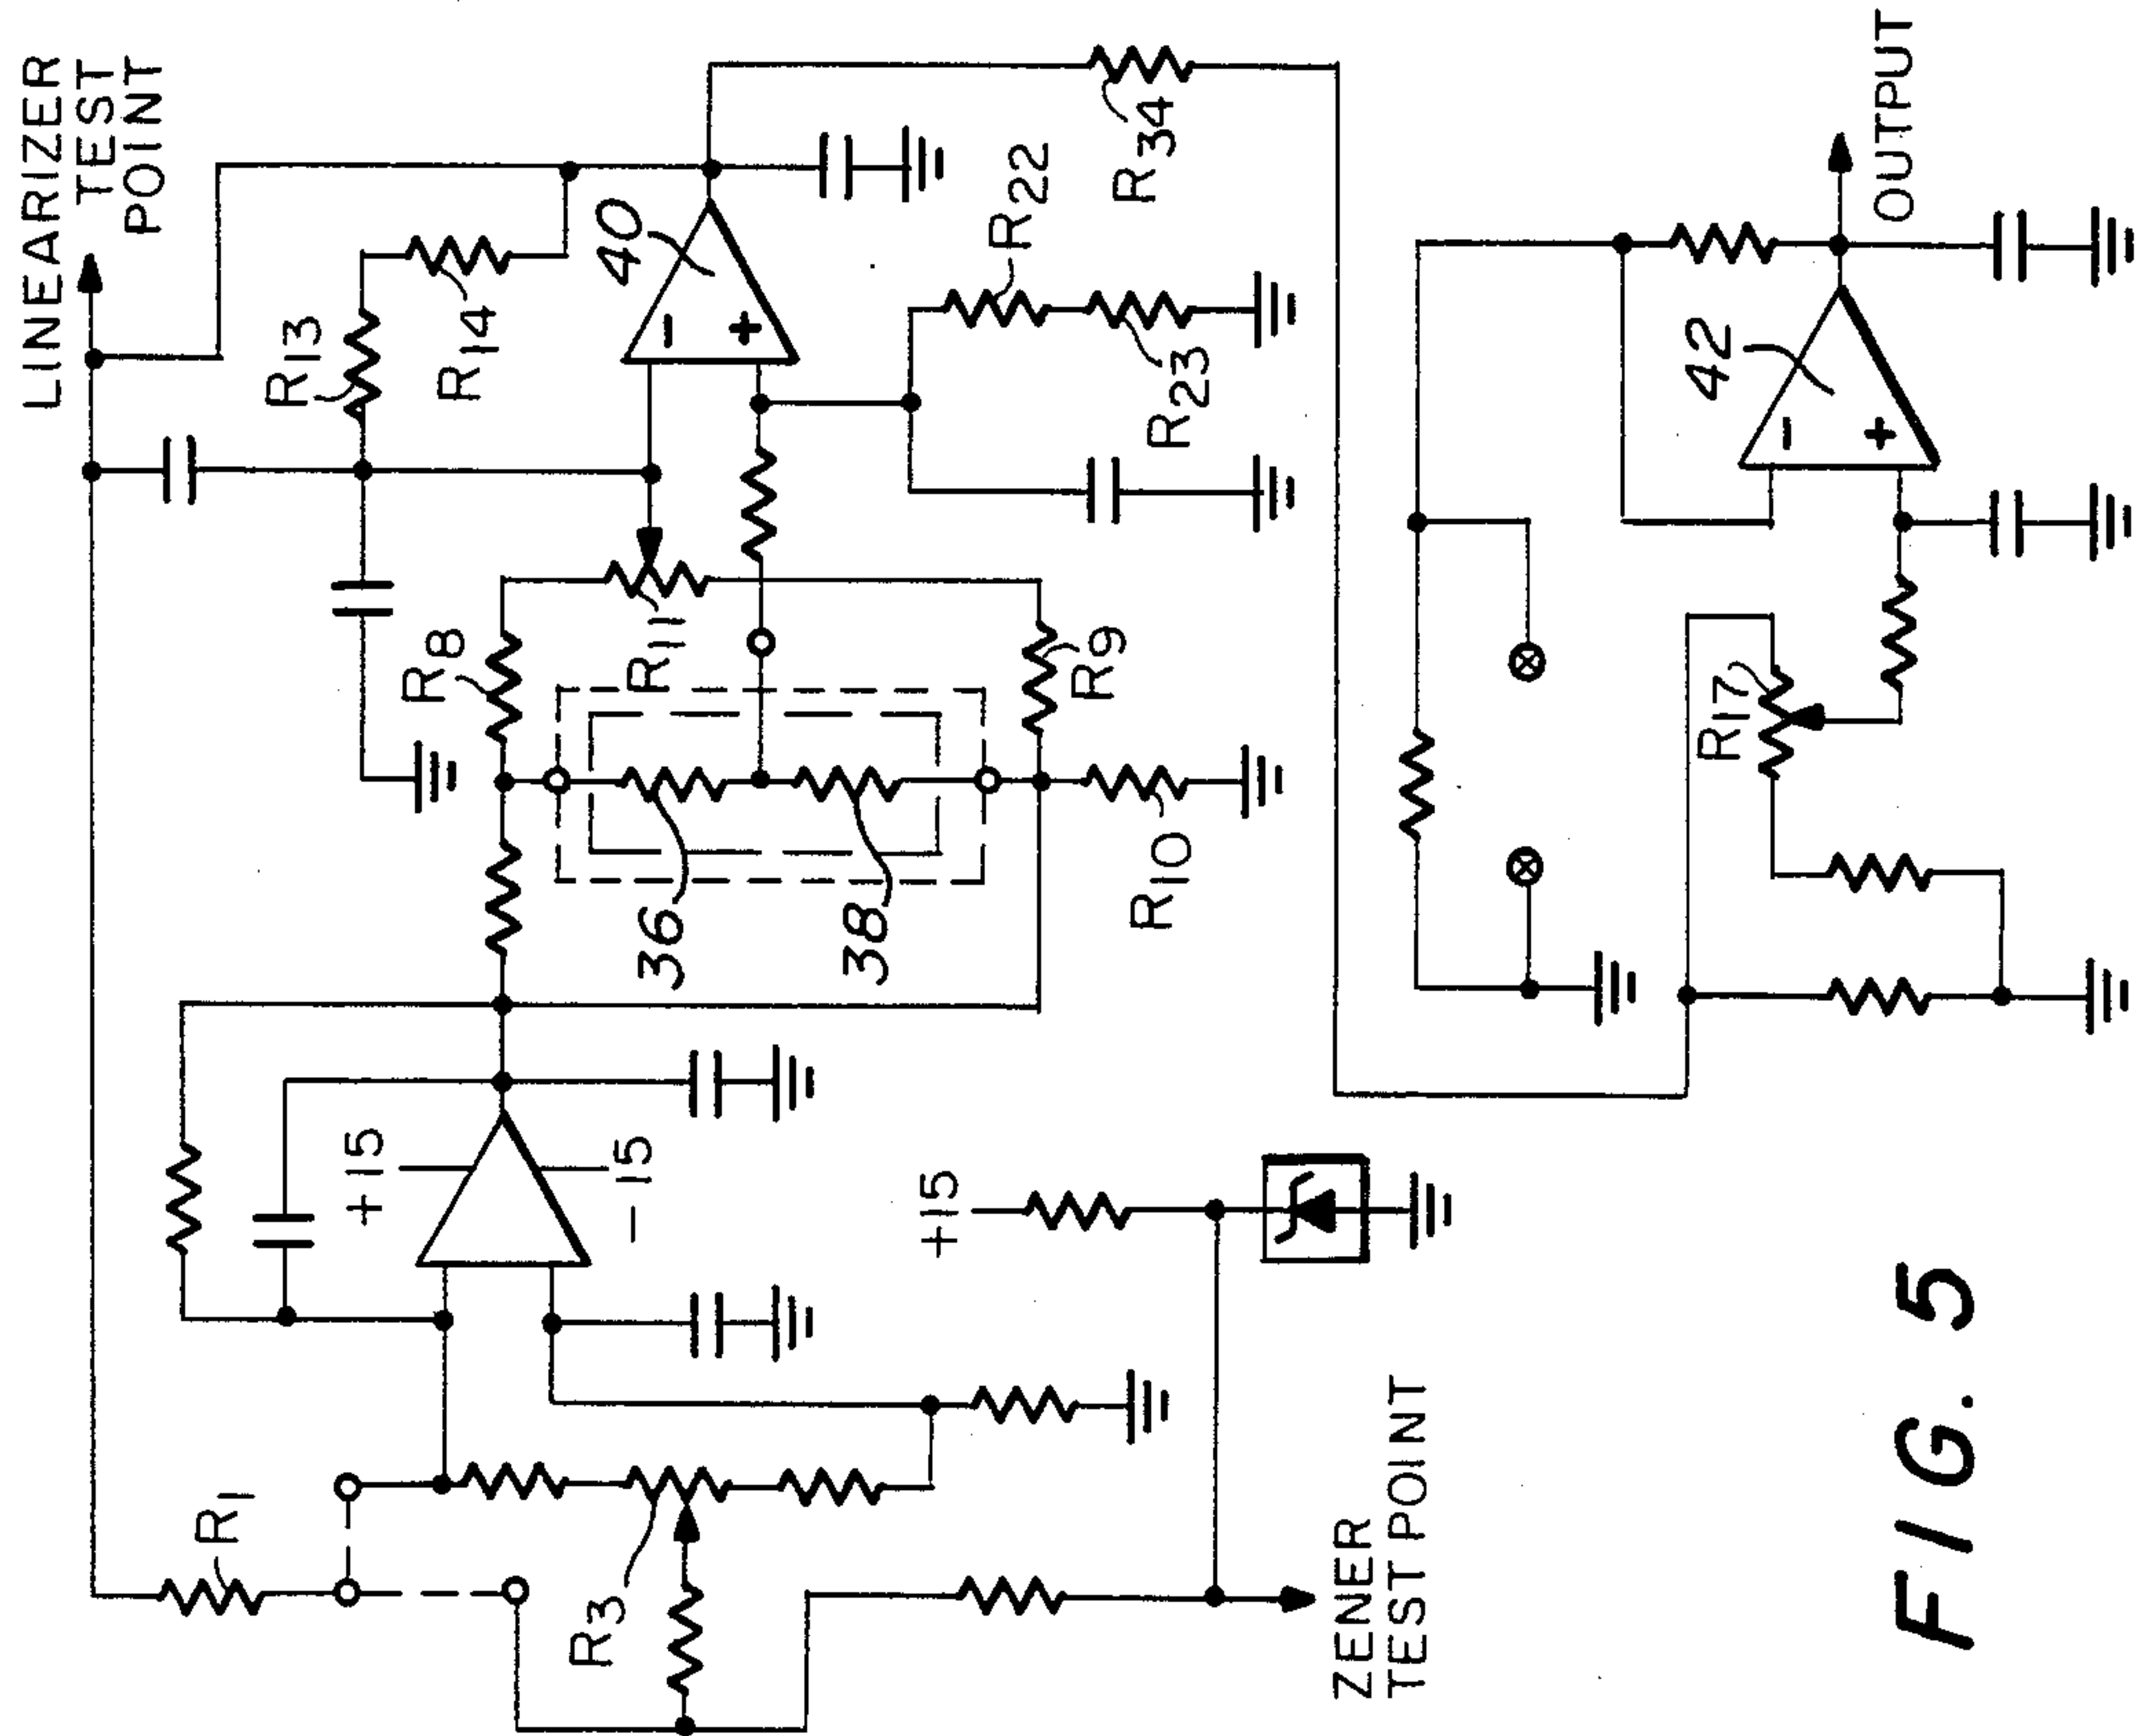 LINEARIZER
TEST
POINT
R13
R14
40
R22
R34
R8
R11
R9
R23
36
38
R10
+15
-15
R1
R3
+15
ZENER
TEST POINT
42
R17
OUTPUT
FIG. 5